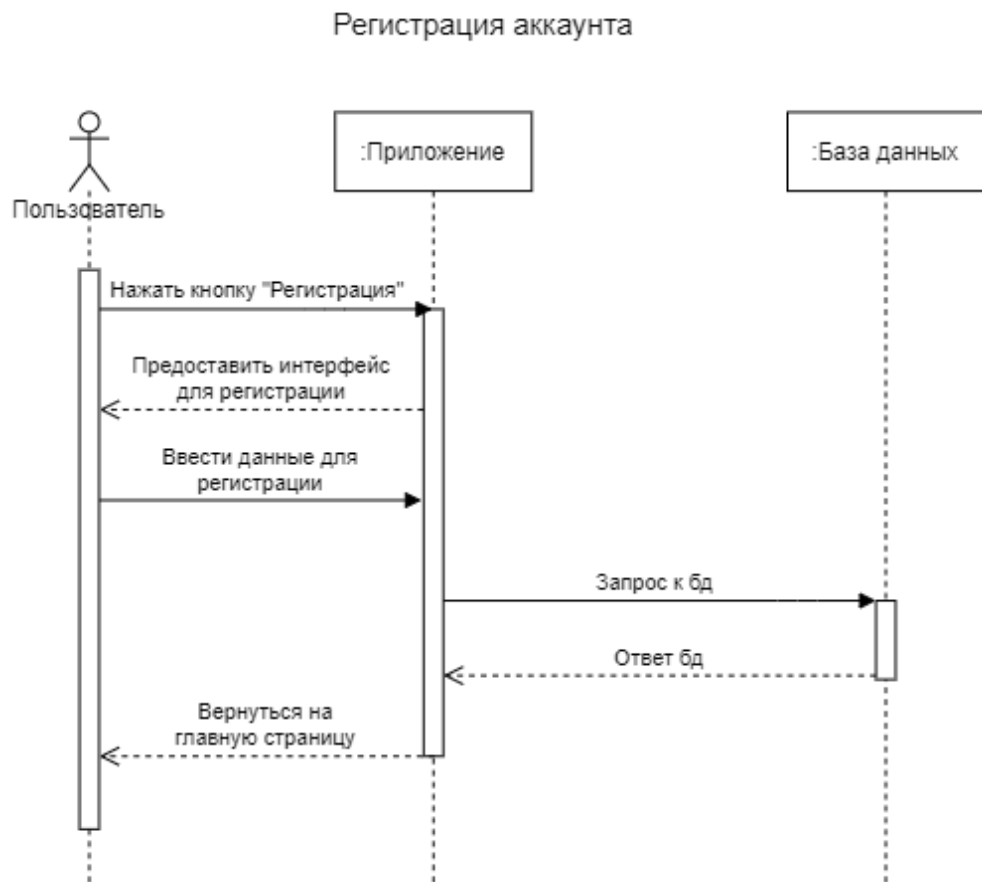 Регистрация аккаунта
:Приложение
:База данных
Пользователь
Нажать кнопку "Регистрация"
Предоставить интерфейс
для регистрации
Ввести данные для
регистрации
Запрос к бд
Ответ бд
Вернуться на
главную страницу